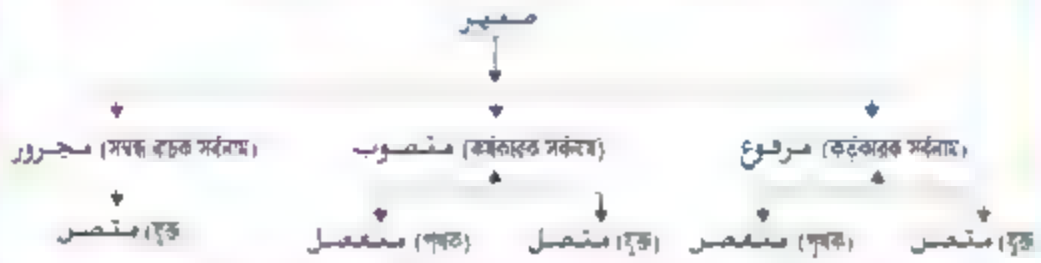 ضمير
مرفوع (কর্তৃকারক সর্বনাম) منصوب (কর্মকারক সর্বনাম) مجرور (সম্বন্ধ বাচক সর্বনাম)
متصل (যুক্ত) منفصل (পৃথক) متصل (যুক্ত) منفصل (পৃথক) متصل (যুক্ত)